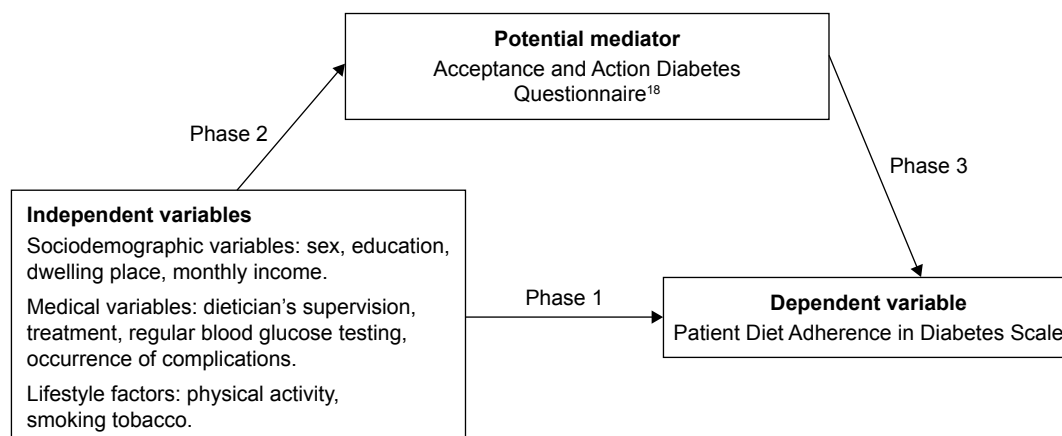 Potential mediator
Acceptance and Action Diabetes
Questionnaire18
Phase 2
Phase 3
Independent variables
Sociodemographic variables: sex, education,
dwelling place, monthly income.
Medical variables: dietician's supervision,
treatment, regular blood glucose testing,
occurrence of complications.
Lifestyle factors: physical activity,
smoking tobacco.
Phase 1
Dependent variable
Patient Diet Adherence in Diabetes Scale